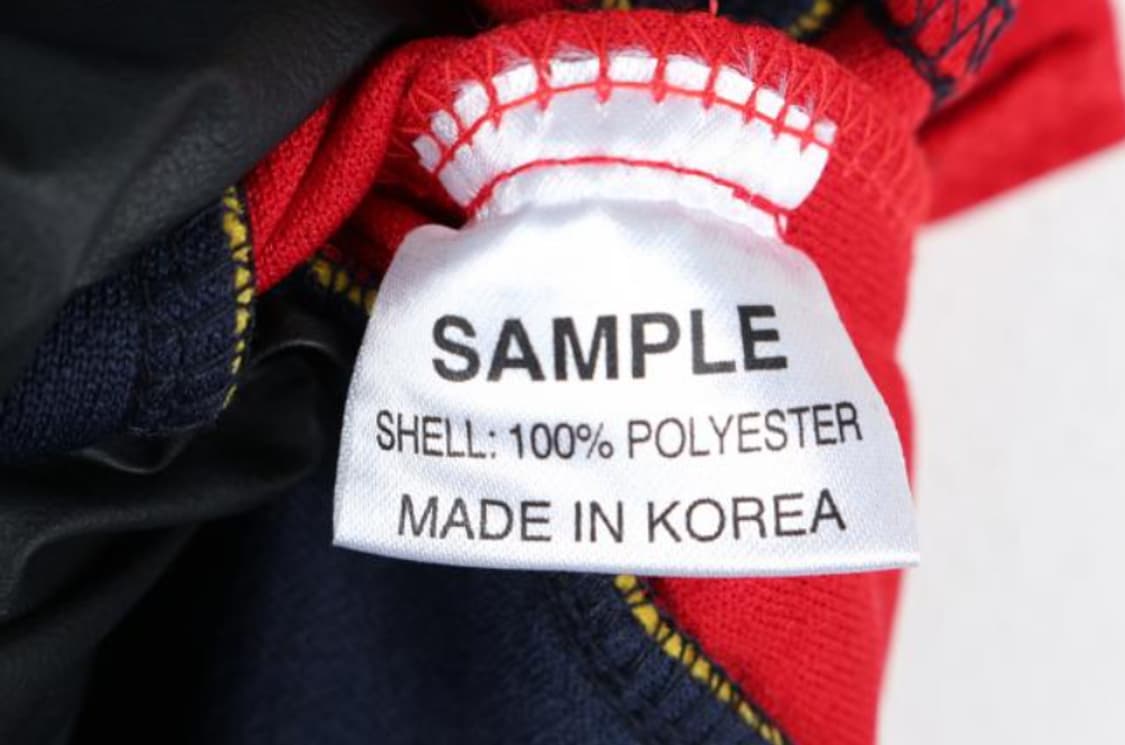 SAMPLE
SHELL: 100% POLYESTER
MADE IN KOREA